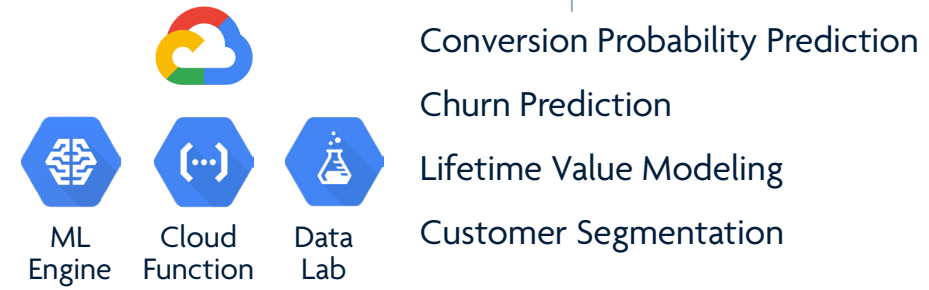 Conversion Probability Prediction
Churn Prediction
Lifetime Value Modeling
Customer Segmentation
ML
Engine
Cloud
Function
Data
Lab